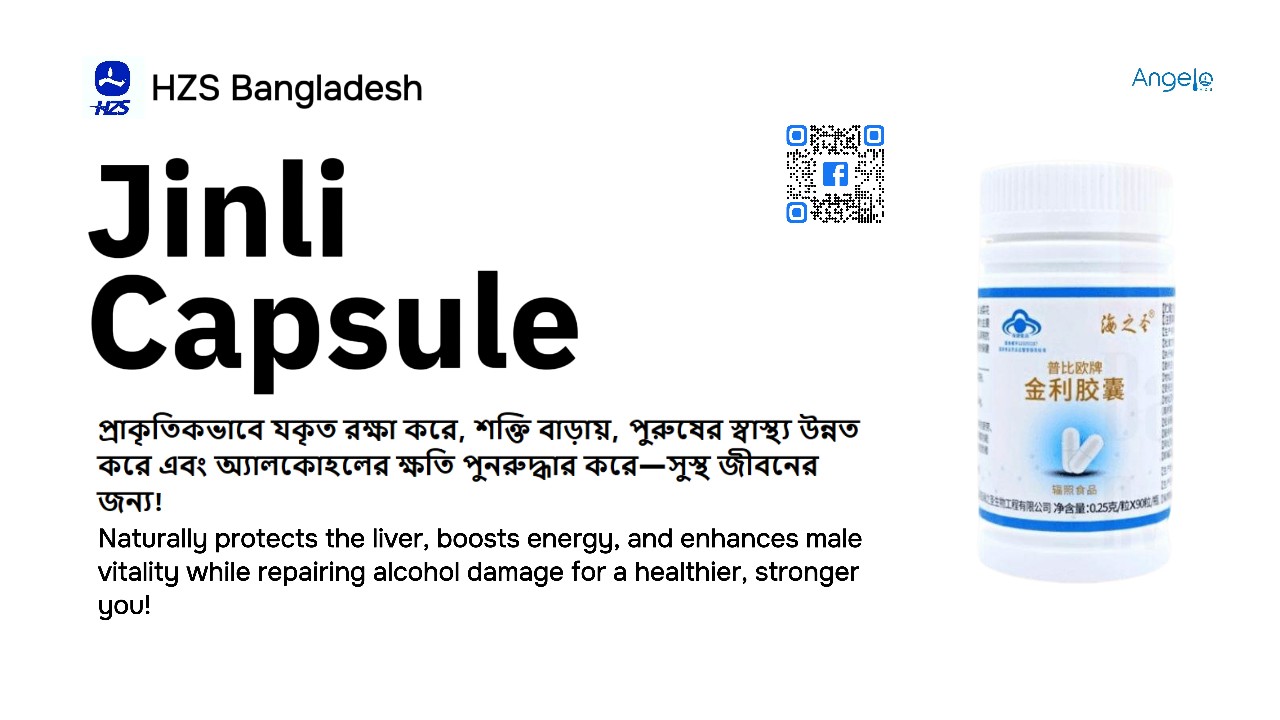 HZS
HZS Bangladesh
Angelo
Jinli
Capsule
প্রাকৃতিকভাবে যকৃত রক্ষা করে, শক্তি বাড়ায়, পুরুষের স্বাস্থ্য উন্নত
করে এবং অ্যালকোহলের ক্ষতি পুনরুদ্ধার করে—সুস্থ জীবনের
জন্য!
Naturally protects the liver, boosts energy, and enhances male
vitality while repairing alcohol damage for a healthier, stronger
you!
海之圣®
普比欧牌
金利胶囊
辐照食品
生物工程有限公司 净含量:0.25克/粒X90粒/瓶